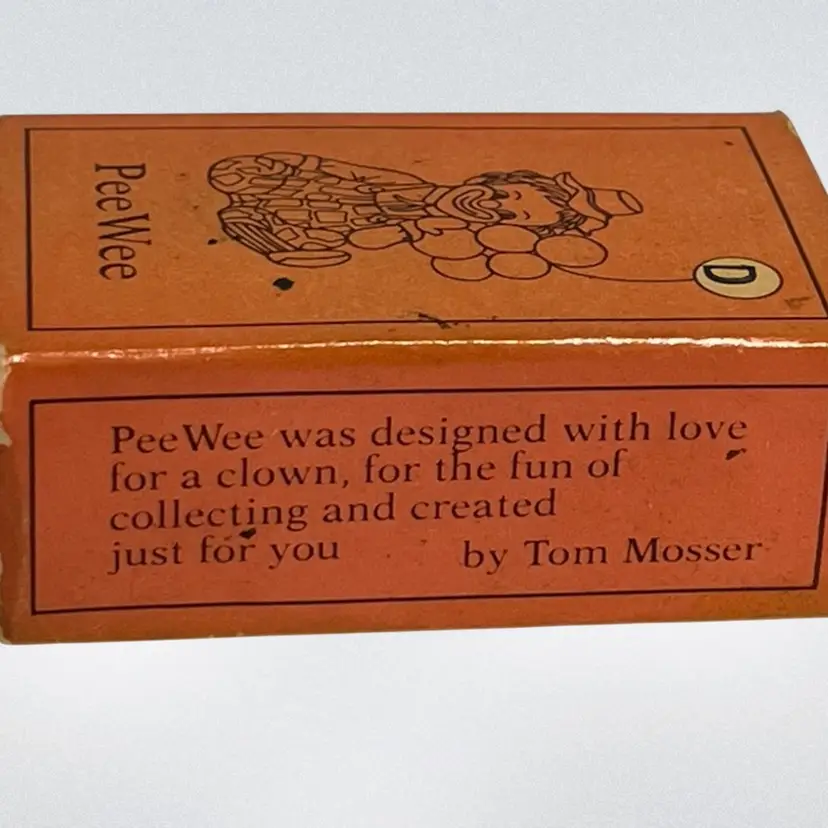 PeeWee
D
PeeWee was designed with love
for a clown, for the fun of
collecting and created
just for you by Tom Mosser